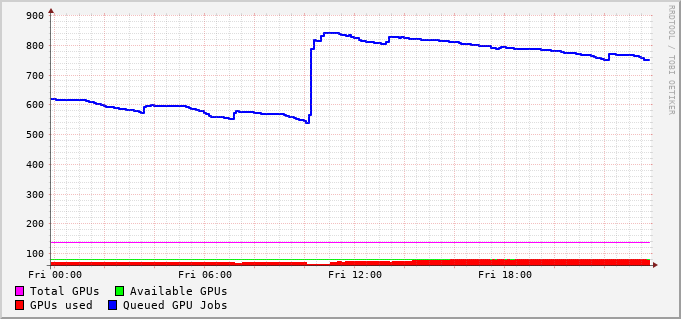 900
800
700
600
500
400
300
200
100
Fri 00:00 Fri 06:00 Fri 12:00 Fri 18:00
Total GPUs Available GPUs
GPUs used Queued GPU Jobs
RRDTOOL / TOBI OETIKER